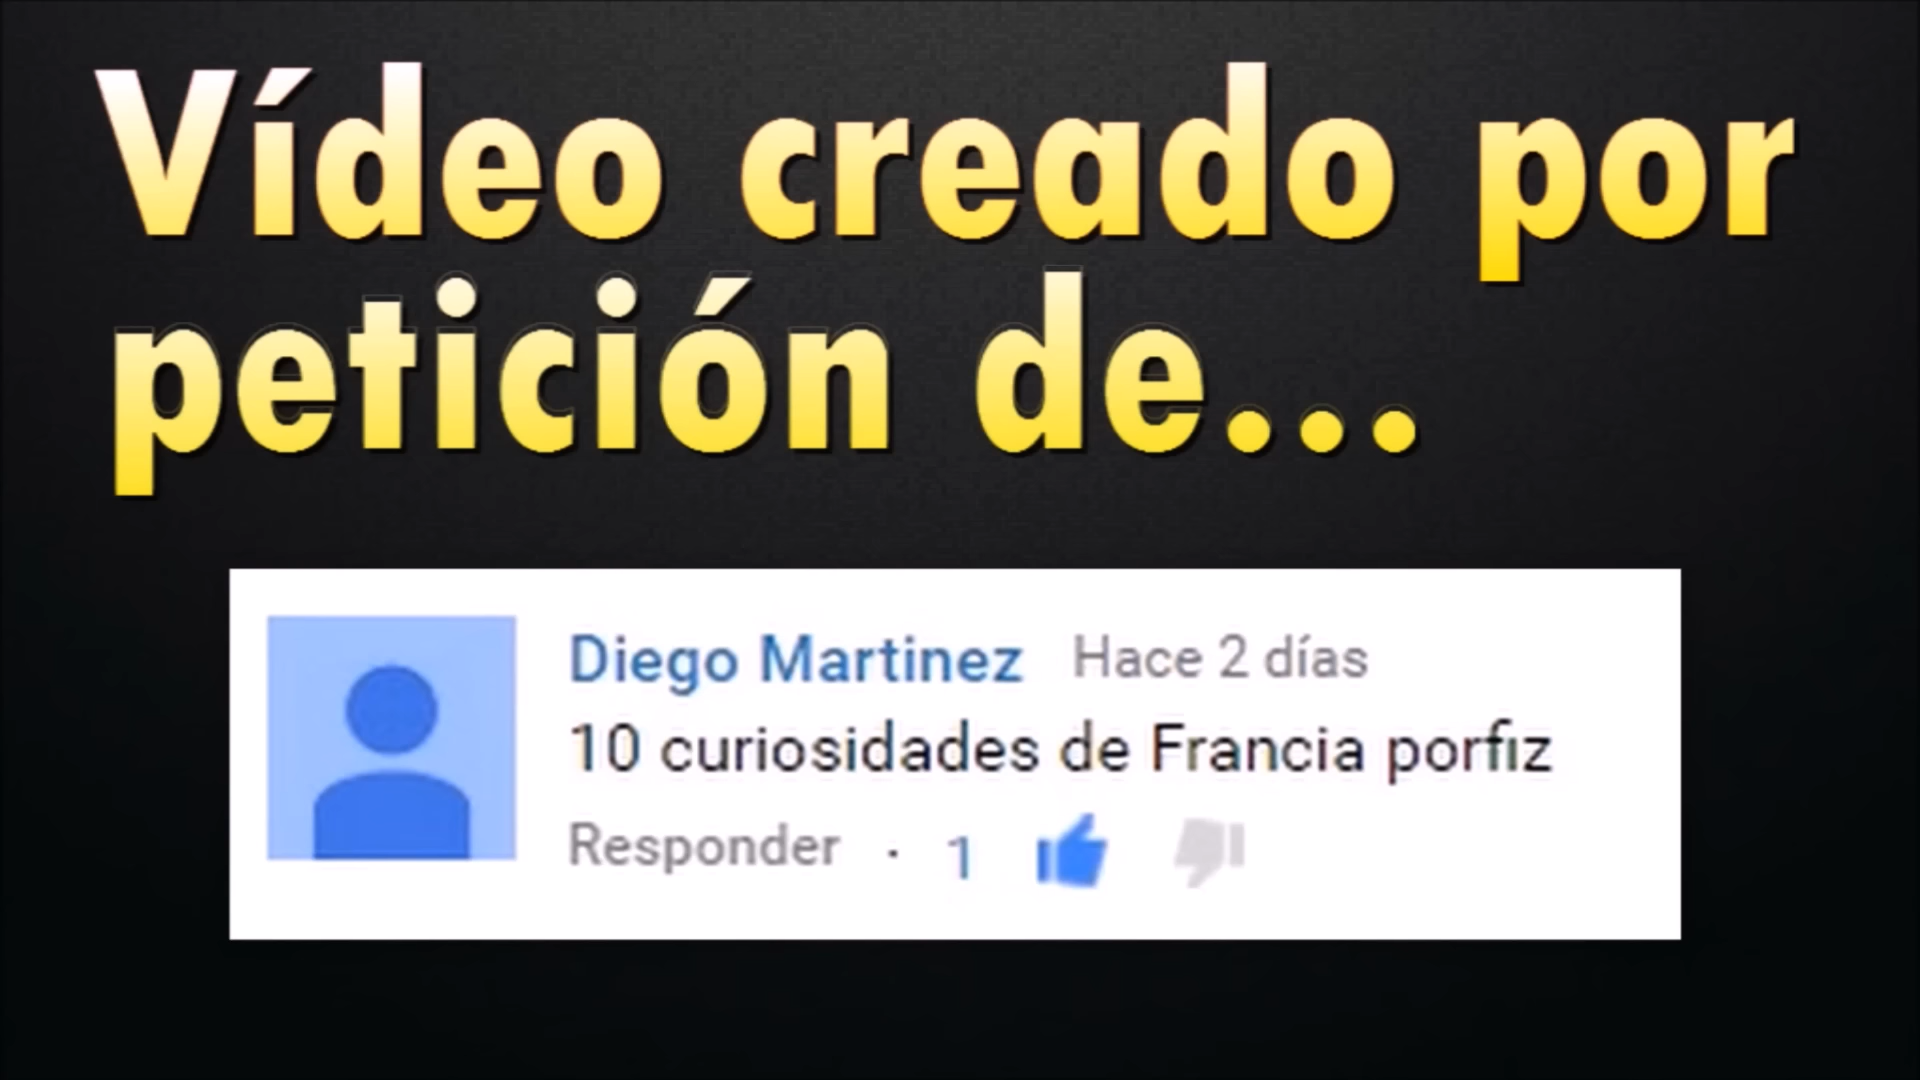 Vídeo creado por
petición de...
Diego Martinez Hace 2 días
10 curiosidades de Francia porfiz
Responder · 1